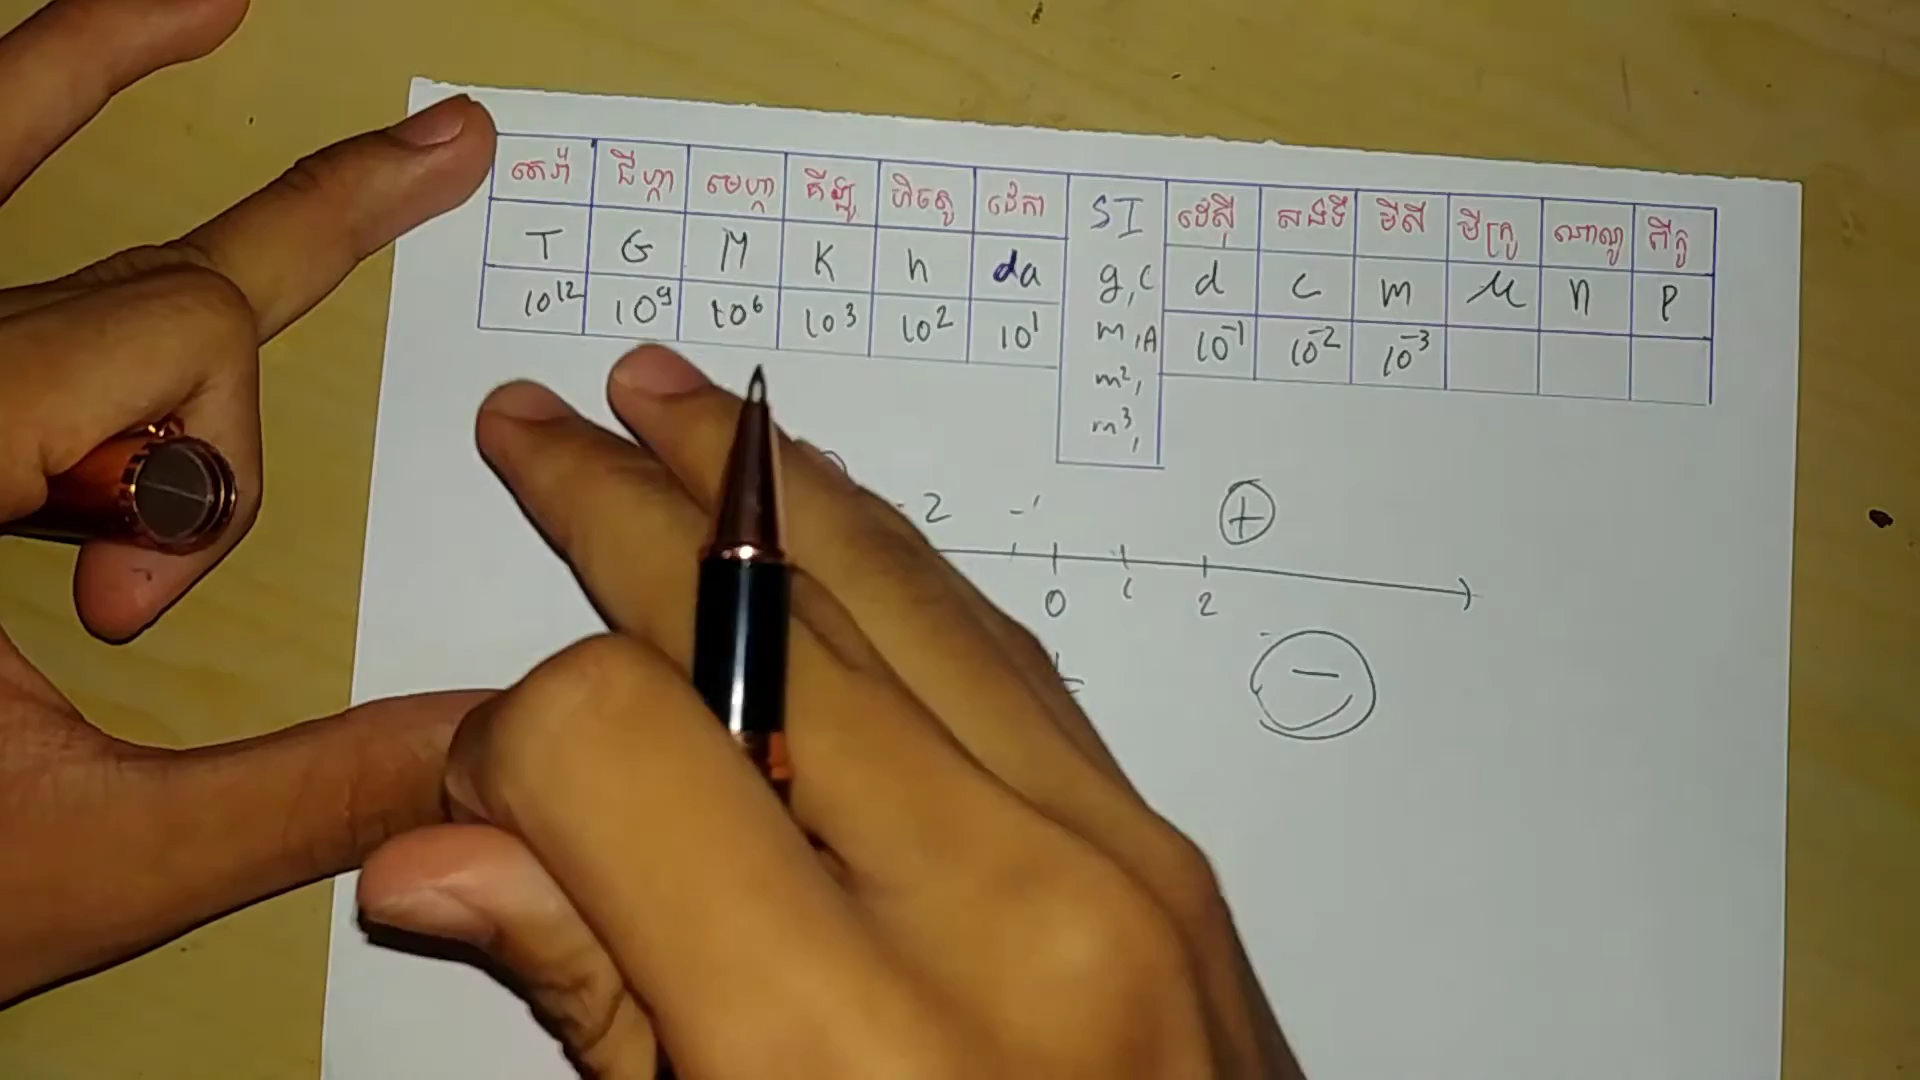 តេរ៉ា ជីហ្កា មេហ្កា គីឡូ ហិចតូ ដេកា SI ដេស៊ី សង់ទី មីលី មីក្រូ ណាណូ ពីកូ
T G M K h da g,C d c m μ n p
10¹² 10⁹ 10⁶ 10³ 10² 10¹ m,A 10⁻¹ 10⁻² 10⁻³
m²,
m³,
-2 -1 +
0 1 2
−